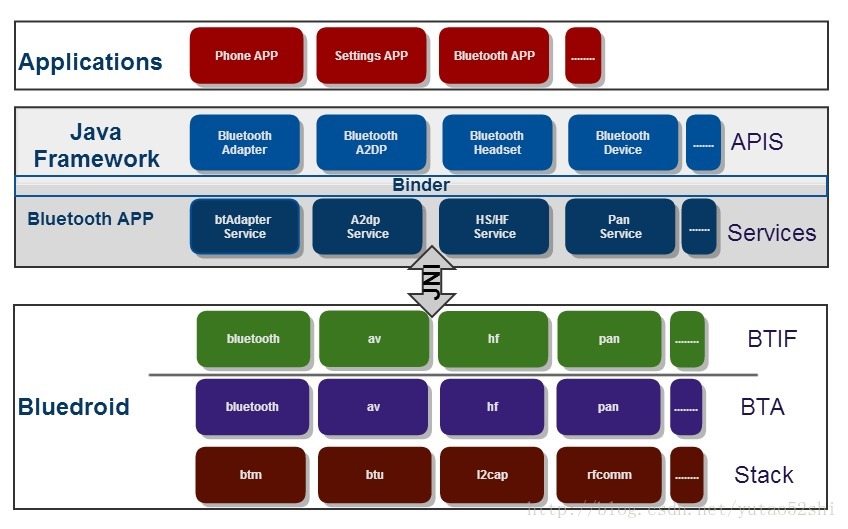 Applications
Phone APP
Settings APP
Bluetooth APP
........
Java
Framework
Bluetooth
Adapter
Bluetooth
A2DP
Bluetooth
Headset
Bluetooth
Device
.......
APIS
Binder
Bluetooth APP
btAdapter
Service
A2dp
Service
HS/HF
Service
Pan
Service
.......
Services
JNI
Bluedroid
bluetooth
av
hf
pan
........
BTIF
bluetooth
av
hf
pan
........
BTA
btm
btu
l2cap
rfcomm
........
Stack
http://blog.csdn.net/yutao52shi